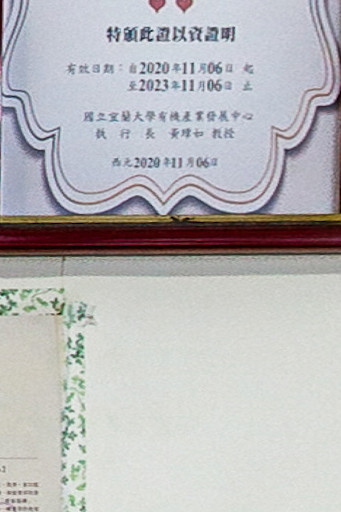 特頒此證以資證明
有效日期：自2020年11月06日 起
至2023年11月06日 止
國立宜蘭大學有機產業發展中心
執 行 長 黃璋如 教授
西元2020年11月06日